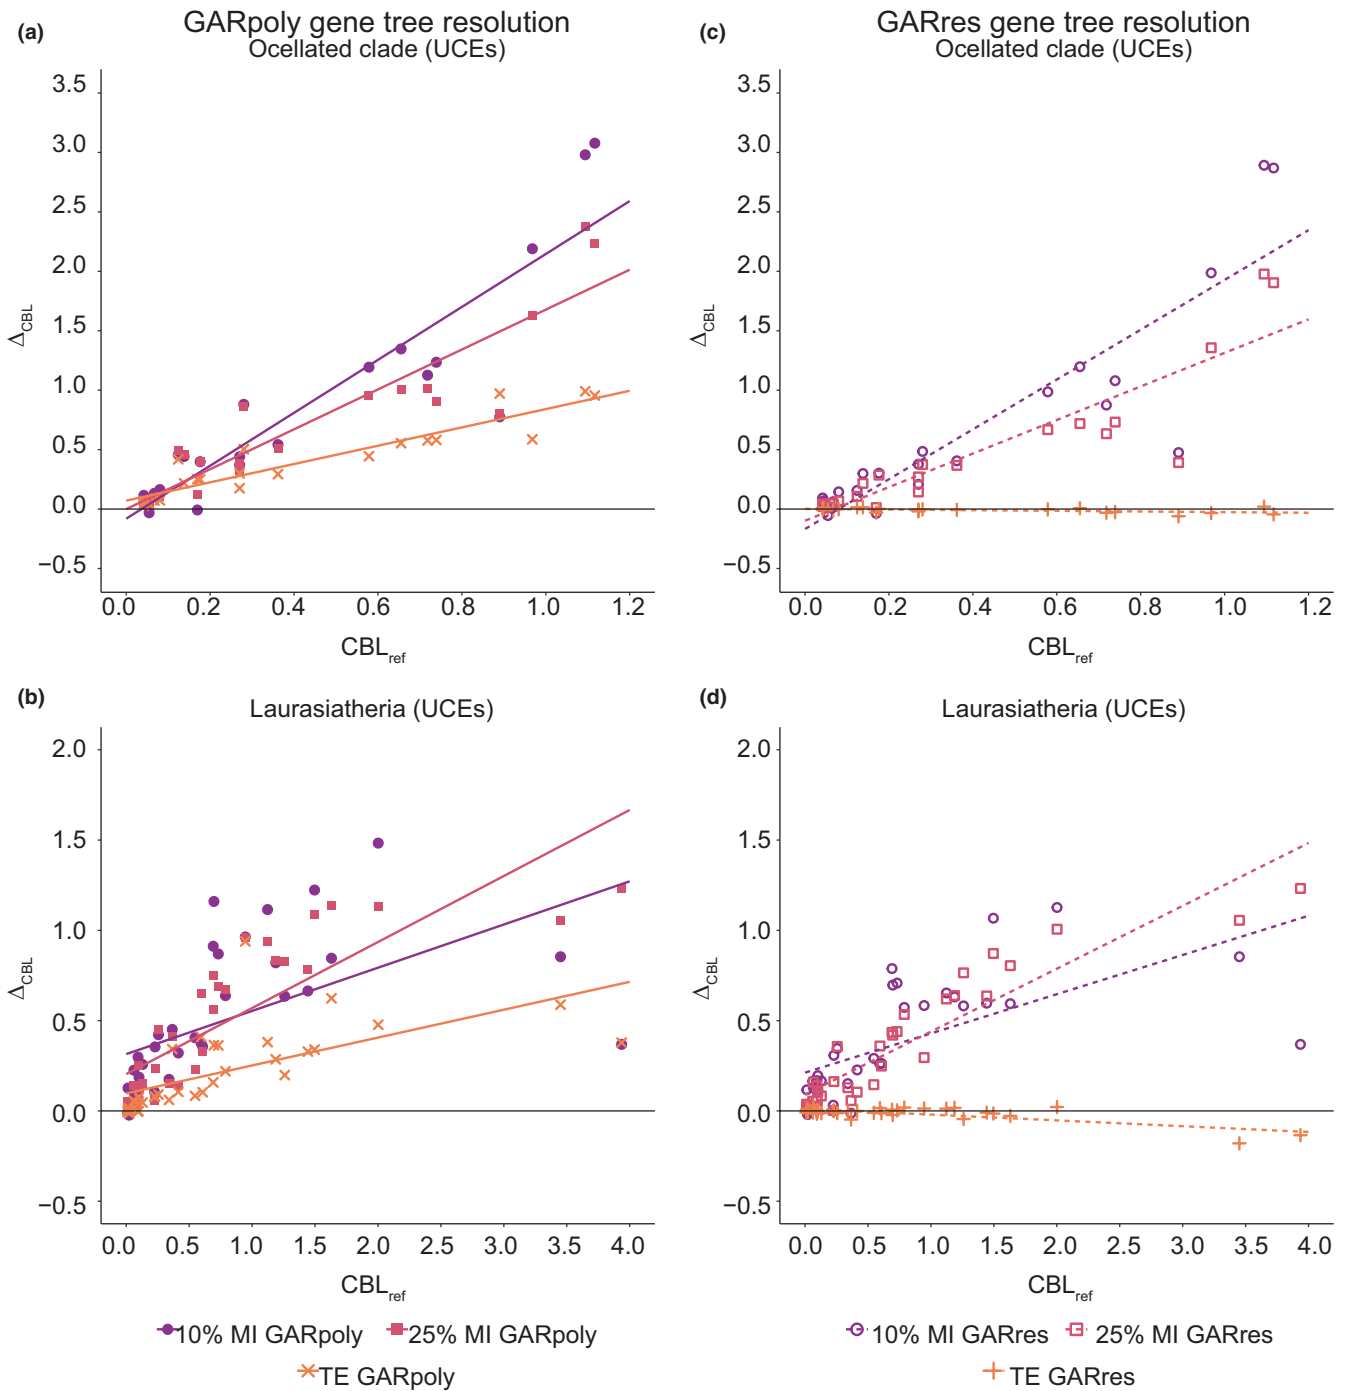 (a)
GARpoly gene tree resolution
Ocellated clade (UCEs)
3.5
3.0
2.5
2.0
1.5
1.0
0.5
0.0
−0.5
ΔCBL
0.0 0.2 0.4 0.6 0.8 1.0 1.2
CBLref
(c)
GARres gene tree resolution
Ocellated clade (UCEs)
3.5
3.0
2.5
2.0
1.5
1.0
0.5
0.0
−0.5
ΔCBL
0.0 0.2 0.4 0.6 0.8 1.0 1.2
CBLref
(b)
Laurasiatheria (UCEs)
2.0
1.5
1.0
0.5
0.0
−0.5
ΔCBL
0.0 0.5 1.0 1.5 2.0 2.5 3.0 3.5 4.0
CBLref
(d)
Laurasiatheria (UCEs)
2.0
1.5
1.0
0.5
0.0
−0.5
ΔCBL
0.0 0.5 1.0 1.5 2.0 2.5 3.0 3.5 4.0
CBLref
10% MI GARpoly 25% MI GARpoly
TE GARpoly
10% MI GARres 25% MI GARres
TE GARres